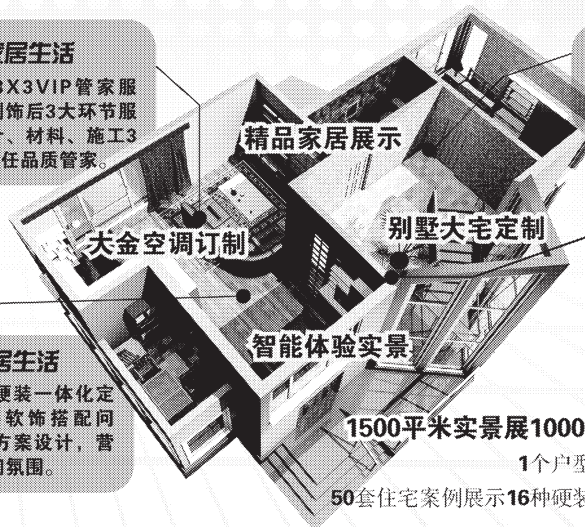 居生活
3X3VIP管家服
饰后3大环节服
、材料、施工3
任品质管家。
精品家居展示
大金空调订制
别墅大宅定制
智能体验实景
居生活
硬装一体化定
软饰搭配问
方案设计，营
氛围。
1500平米实景展1000
1个户型
50套住宅案例展示16种硬装